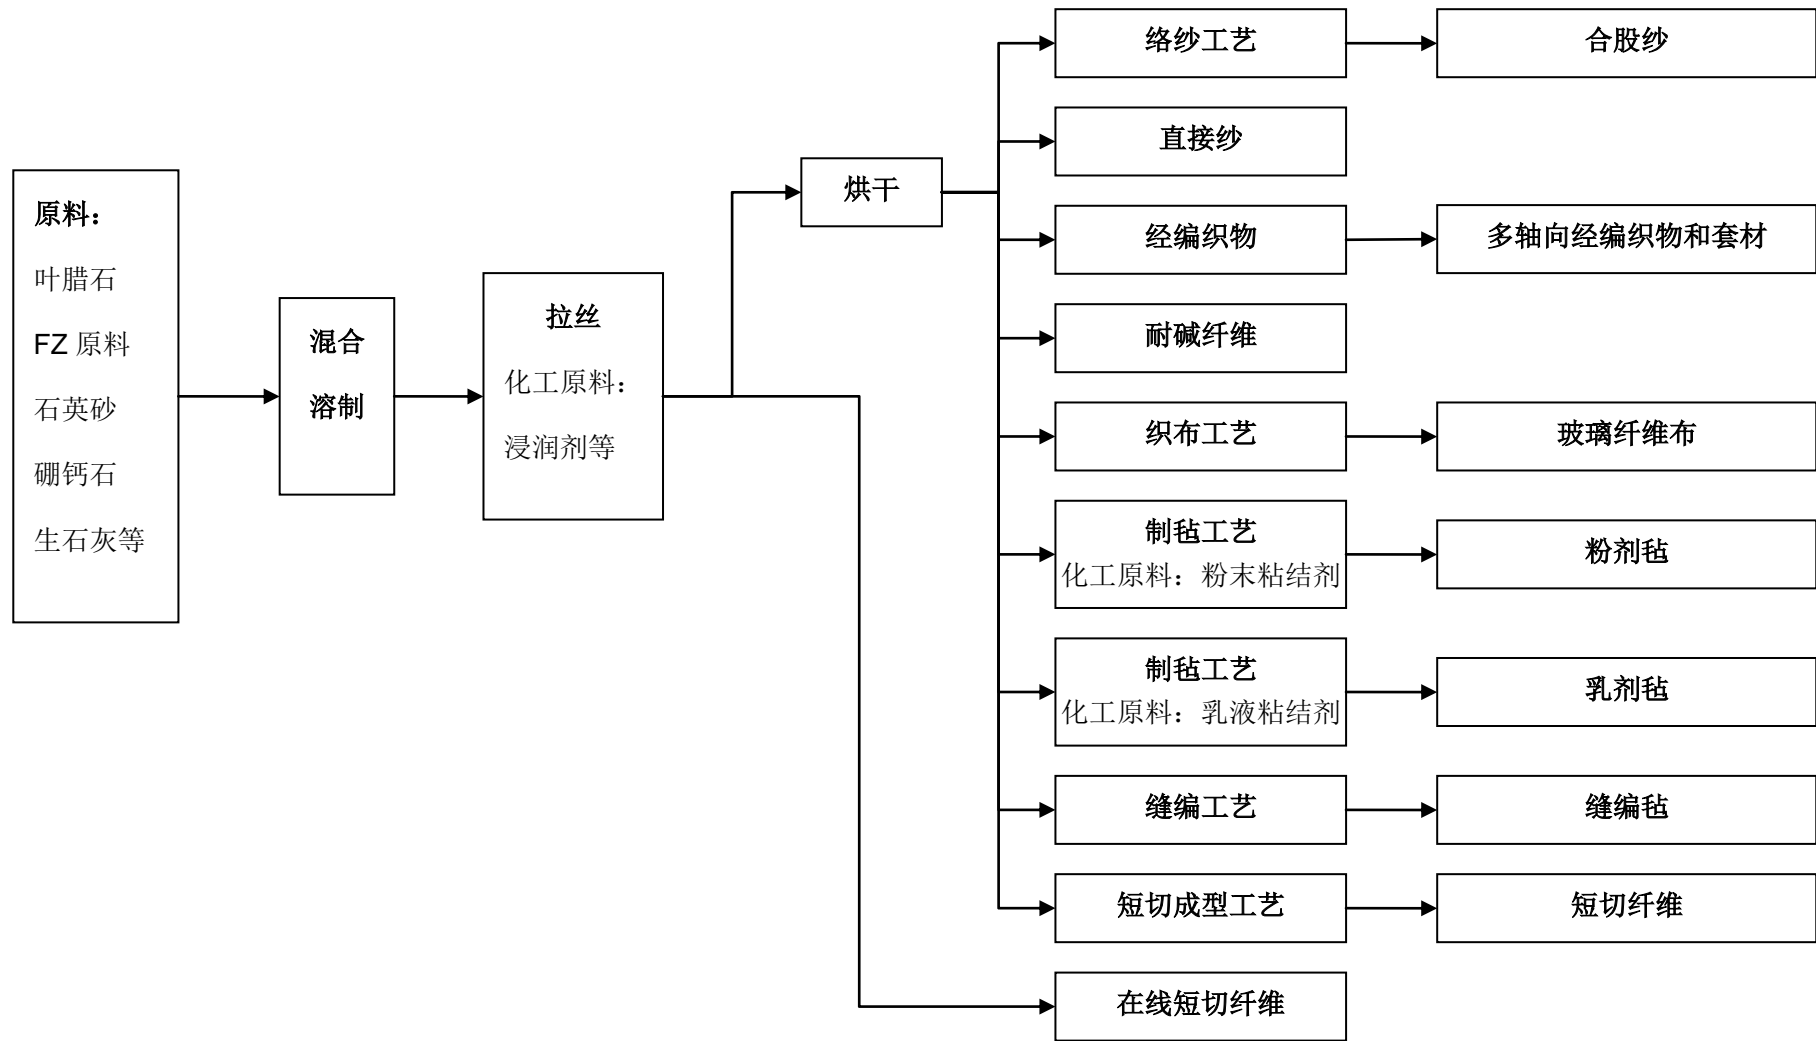 原料：
叶腊石
FZ 原料
石英砂
硼钙石
生石灰等
混合
溶制
拉丝
化工原料：
浸润剂等
烘干
络纱工艺
合股纱
直接纱
经编织物
多轴向经编织物和套材
耐碱纤维
织布工艺
玻璃纤维布
制毡工艺
化工原料：粉末粘结剂
粉剂毡
制毡工艺
化工原料：乳液粘结剂
乳剂毡
缝编工艺
缝编毡
短切成型工艺
短切纤维
在线短切纤维